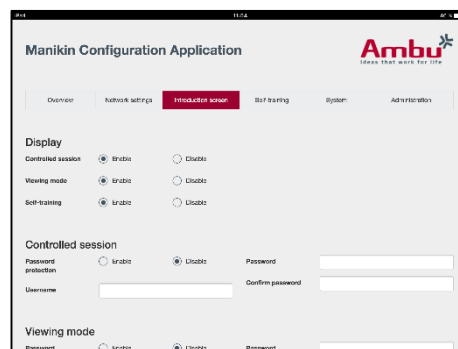 iPad 11:04
Manikin Configuration Application
Ambu
Ideas that work for life
Overview Network settings Introduction screen Self-training System Administration
Display
Controlled session Enable Disable
Viewing mode Enable Disable
Self-training Enable Disable
Controlled session
Password protection Enable Disable Password
Username Confirm password
Viewing mode
Password Enable Disable Password